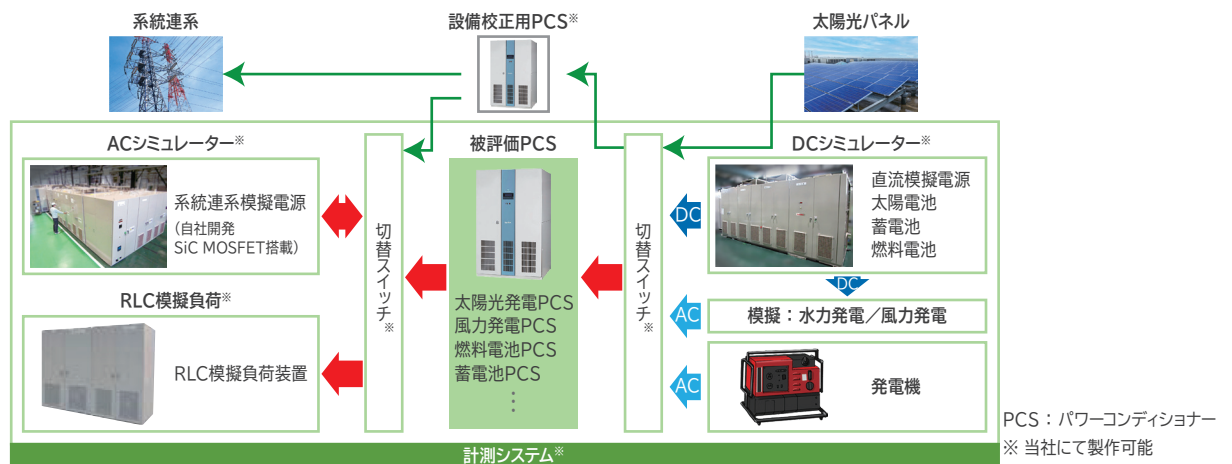 系統連系
設備校正用PCS※
太陽光パネル
ACシミュレーター※
系統連系模擬電源
(自社開発
SiC MOSFET搭載)
RLC模擬負荷※
RLC模擬負荷装置
切替スイッチ※
被評価PCS
太陽光発電PCS
風力発電PCS
燃料電池PCS
蓄電池PCS
⋮
切替スイッチ※
DCシミュレーター※
DC
直流模擬電源
太陽電池
蓄電池
燃料電池
DC
AC
模擬:水力発電/風力発電
AC
発電機
計測システム※
PCS:パワーコンディショナー
※ 当社にて製作可能